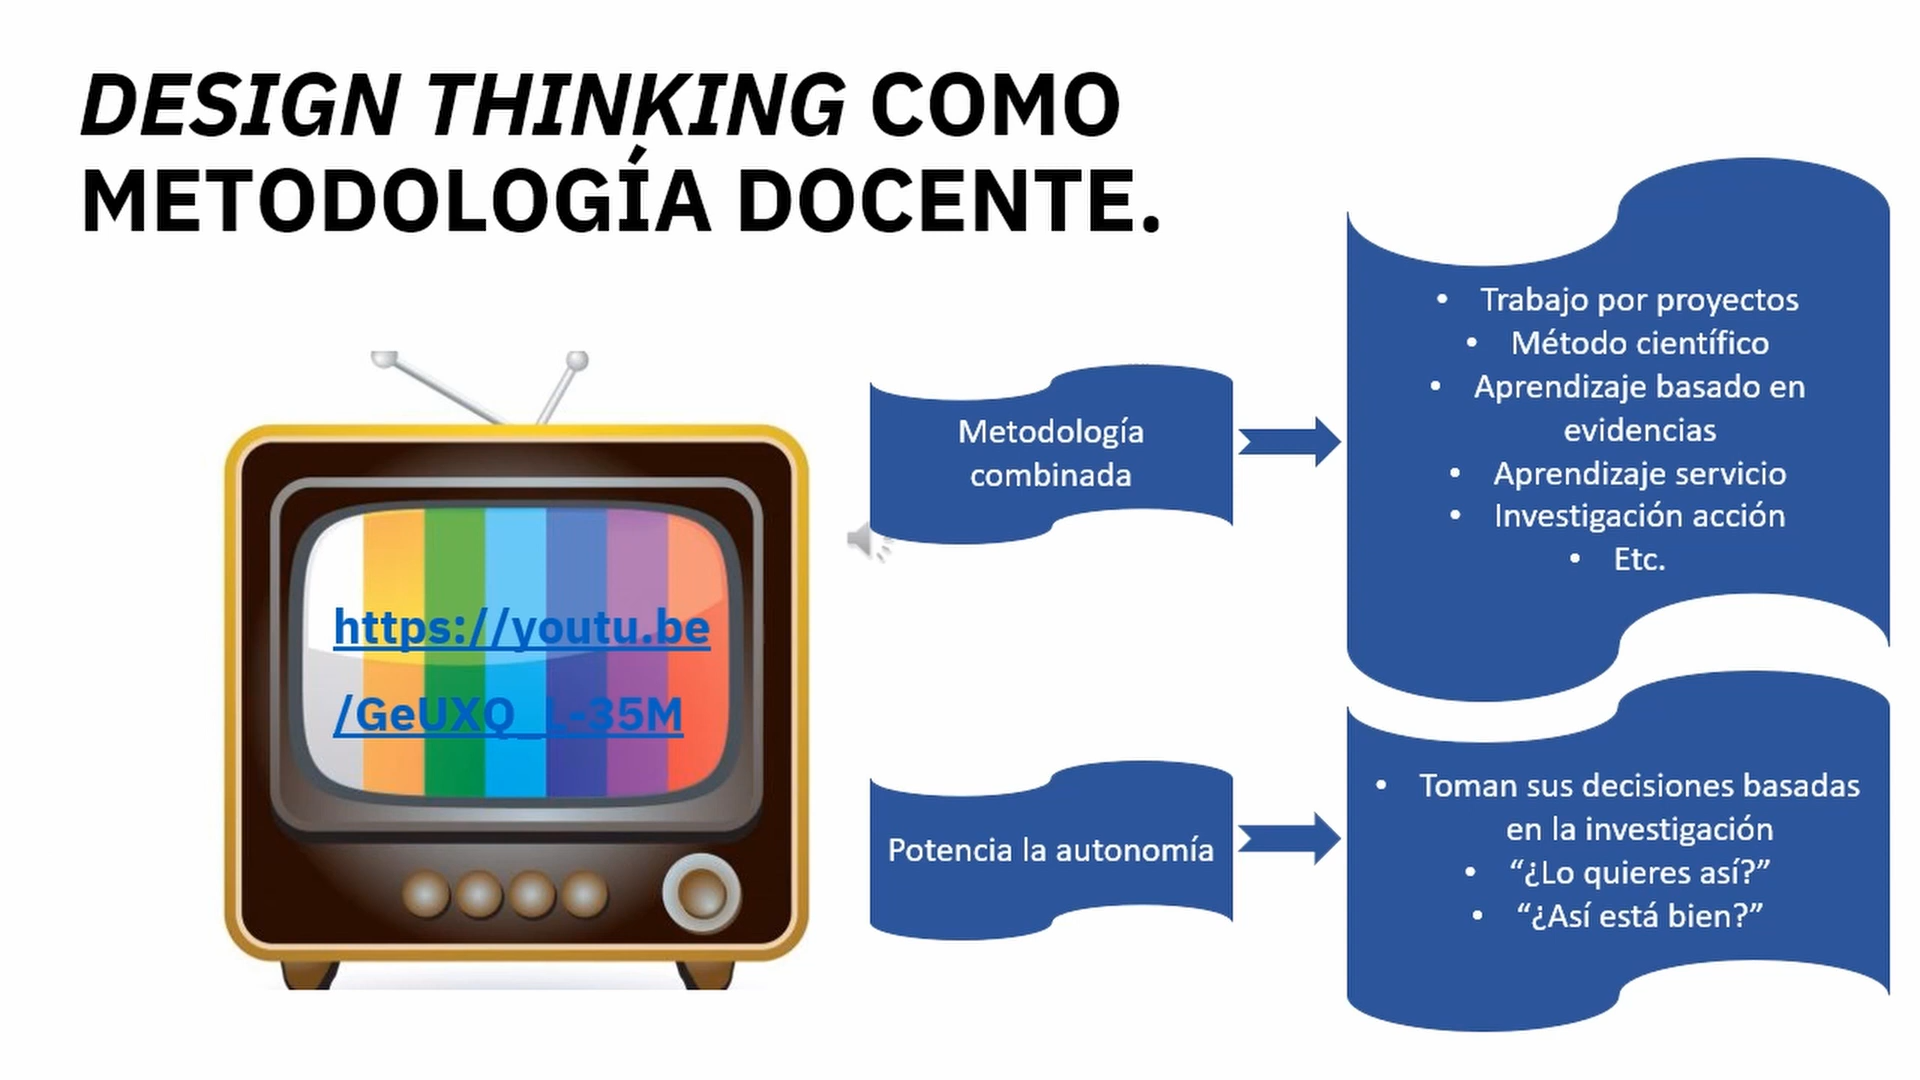 DESIGN THINKING COMO
METODOLOGÍA DOCENTE.
https://youtu.be
/GeUXQ_L-35M
Metodología
combinada
• Trabajo por proyectos
• Método científico
• Aprendizaje basado en
evidencias
• Aprendizaje servicio
• Investigación acción
• Etc.
Potencia la autonomía
• Toman sus decisiones basadas
en la investigación
• “¿Lo quieres así?”
• “¿Así está bien?”